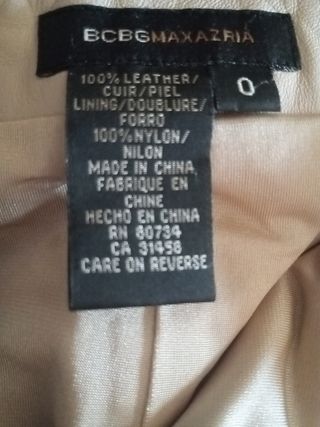 BCBGMAXAZRIA
0
100% LEATHER/
CUIR/PIEL
LINING/DOUBLURE/
FORRO
100% NYLON/
NILON
MADE IN CHINA
FABRIQUE EN
CHINE
HECHO EN CHINA
RN 80734
CA 31458
CARE ON REVERSE